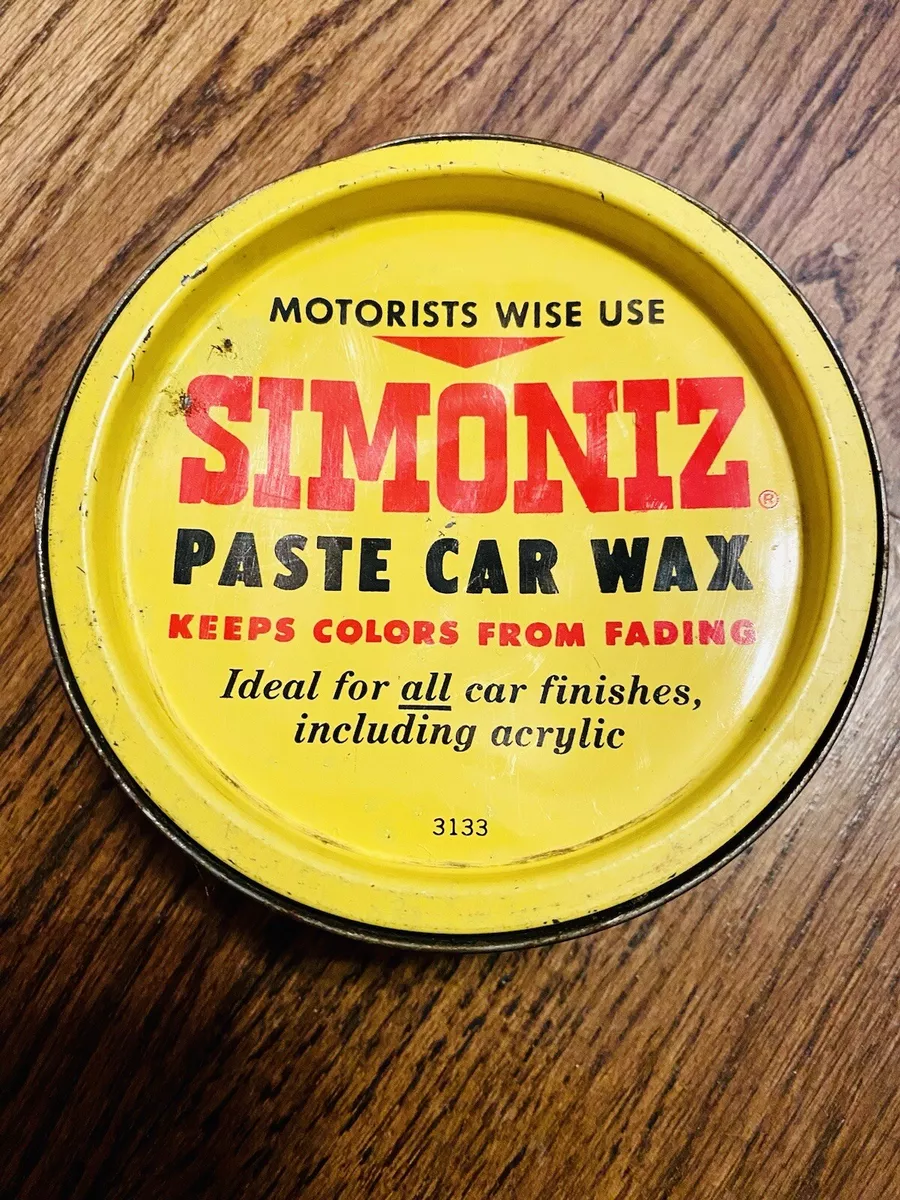 MOTORISTS WISE USE
SIMONIZ®
PASTE CAR WAX
KEEPS COLORS FROM FADING
Ideal for all car finishes,
including acrylic
3133